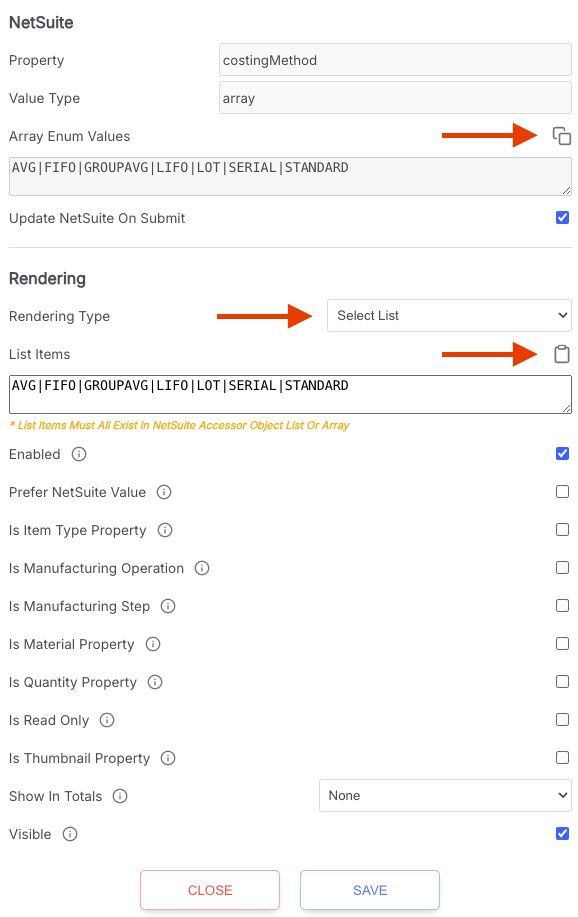 NetSuite
Property costingMethod
Value Type array
Array Enum Values
AVG|FIFO|GROUPAVG|LIFO|LOT|SERIAL|STANDARD
Update NetSuite On Submit
Rendering
Rendering Type Select List
List Items
AVG|FIFO|GROUPAVG|LIFO|LOT|SERIAL|STANDARD
* List Items Must All Exist In NetSuite Accessor Object List Or Array
Enabled
Prefer NetSuite Value
Is Item Type Property
Is Manufacturing Operation
Is Manufacturing Step
Is Material Property
Is Quantity Property
Is Read Only
Is Thumbnail Property
Show In Totals None
Visible
CLOSE SAVE